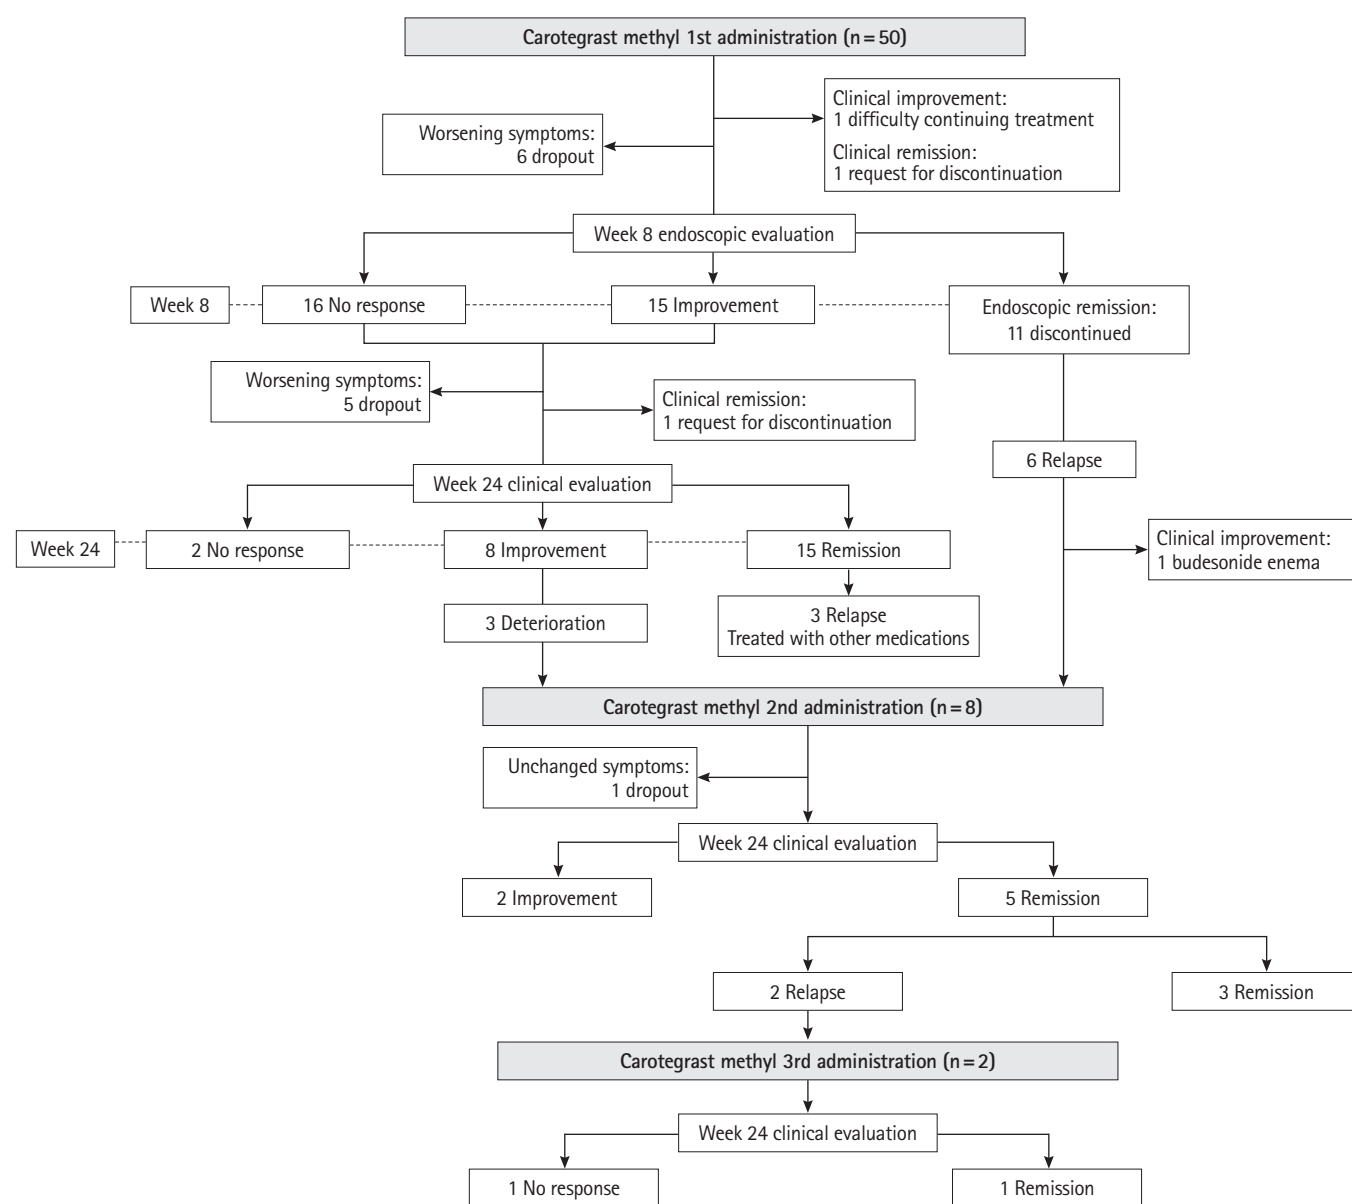 Carotegrast methyl 1st administration (n=50)
Clinical improvement:
1 difficulty continuing treatment
Clinical remission:
1 request for discontinuation
Worsening symptoms:
6 dropout
Week 8 endoscopic evaluation
Week 8
16 No response
15 Improvement
Endoscopic remission:
11 discontinued
Worsening symptoms:
5 dropout
Clinical remission:
1 request for discontinuation
6 Relapse
Week 24 clinical evaluation
Week 24
2 No response
8 Improvement
15 Remission
Clinical improvement:
1 budesonide enema
3 Deterioration
3 Relapse
Treated with other medications
Carotegrast methyl 2nd administration (n=8)
Unchanged symptoms:
1 dropout
Week 24 clinical evaluation
2 Improvement
5 Remission
2 Relapse
3 Remission
Carotegrast methyl 3rd administration (n=2)
Week 24 clinical evaluation
1 No response
1 Remission